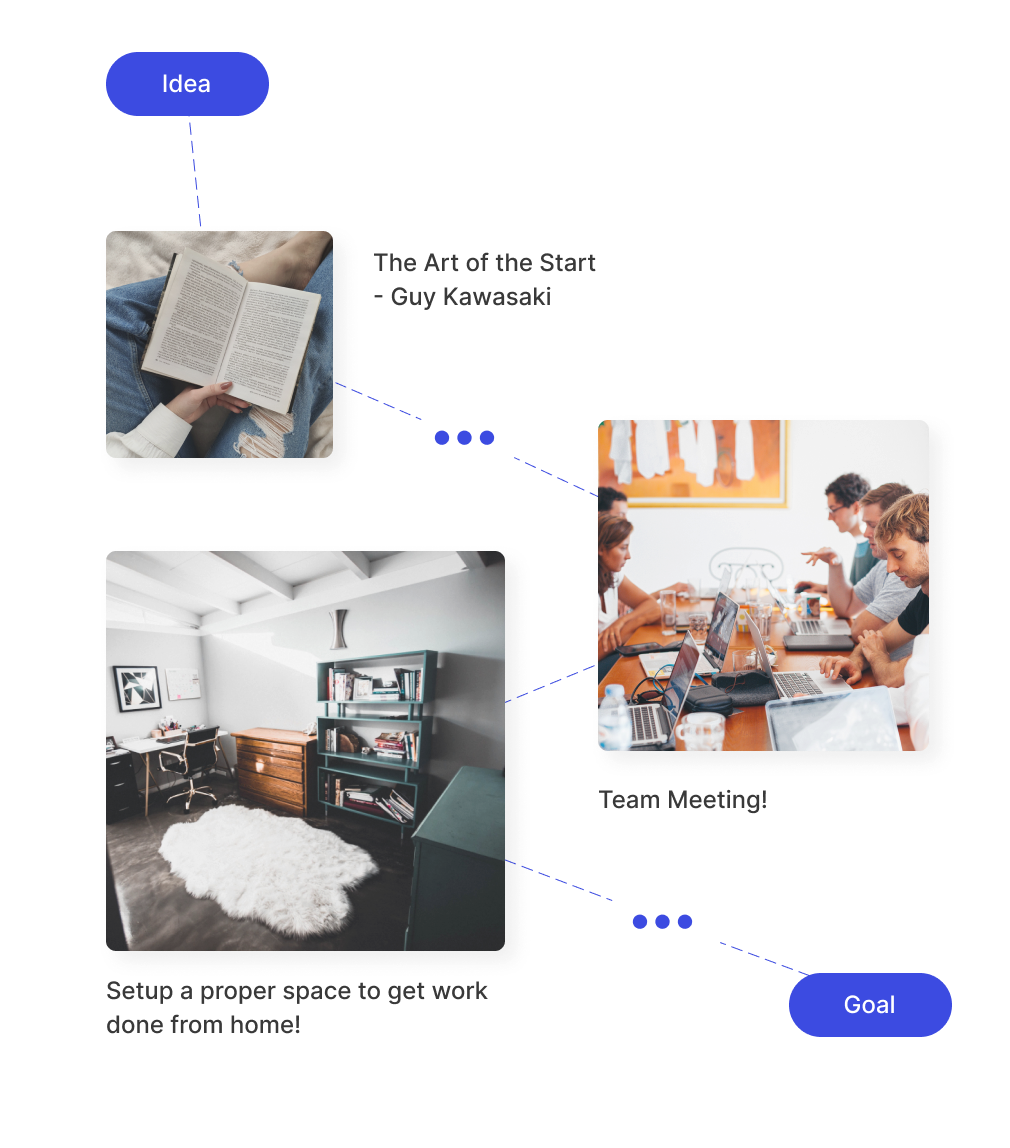 Idea
The Art of the Start
- Guy Kawasaki
Team Meeting!
Setup a proper space to get work
done from home!
Goal